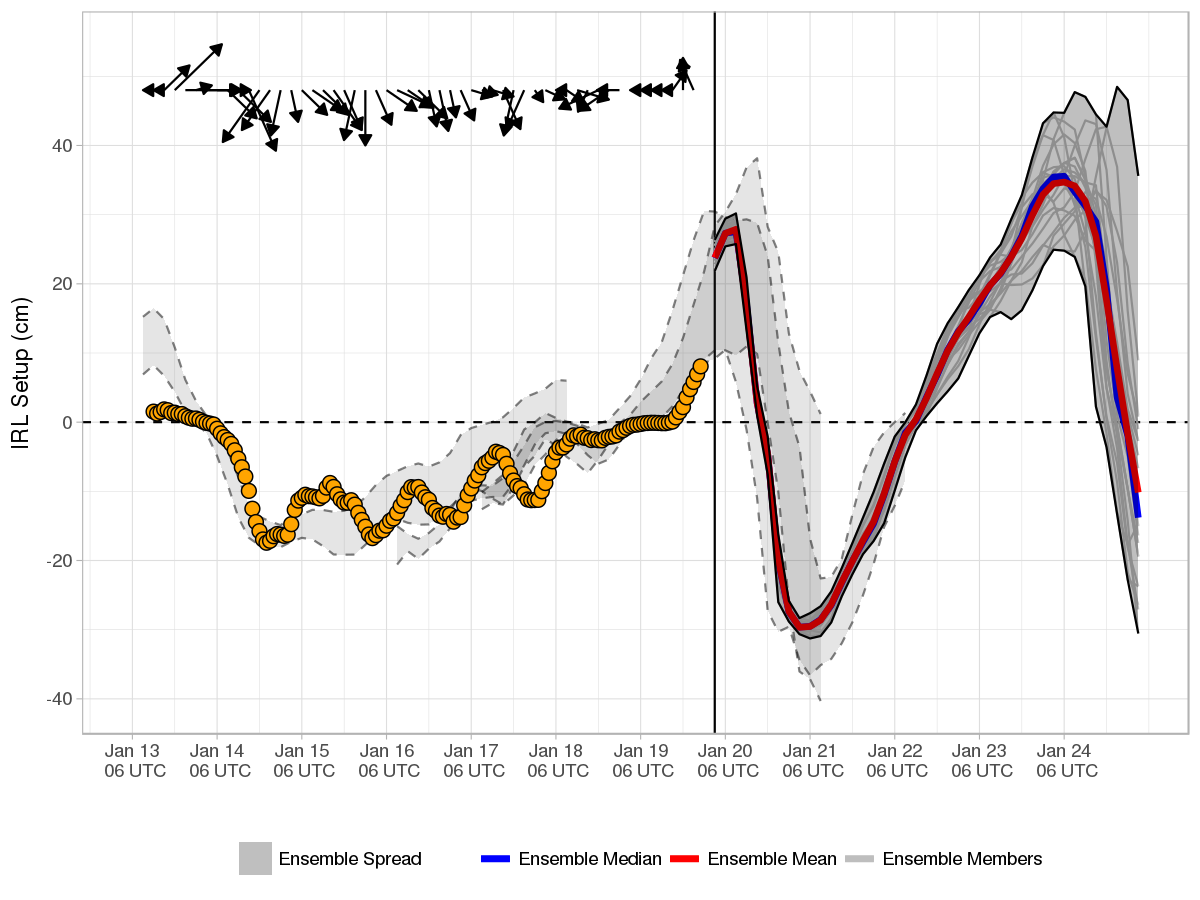 IRL Setup (cm)
40
20
0
-20
-40
Jan 13 Jan 14 Jan 15 Jan 16 Jan 17 Jan 18 Jan 19 Jan 20 Jan 21 Jan 22 Jan 23 Jan 24
06 UTC 06 UTC 06 UTC 06 UTC 06 UTC 06 UTC 06 UTC 06 UTC 06 UTC 06 UTC 06 UTC 06 UTC
Ensemble Spread Ensemble Median Ensemble Mean Ensemble Members